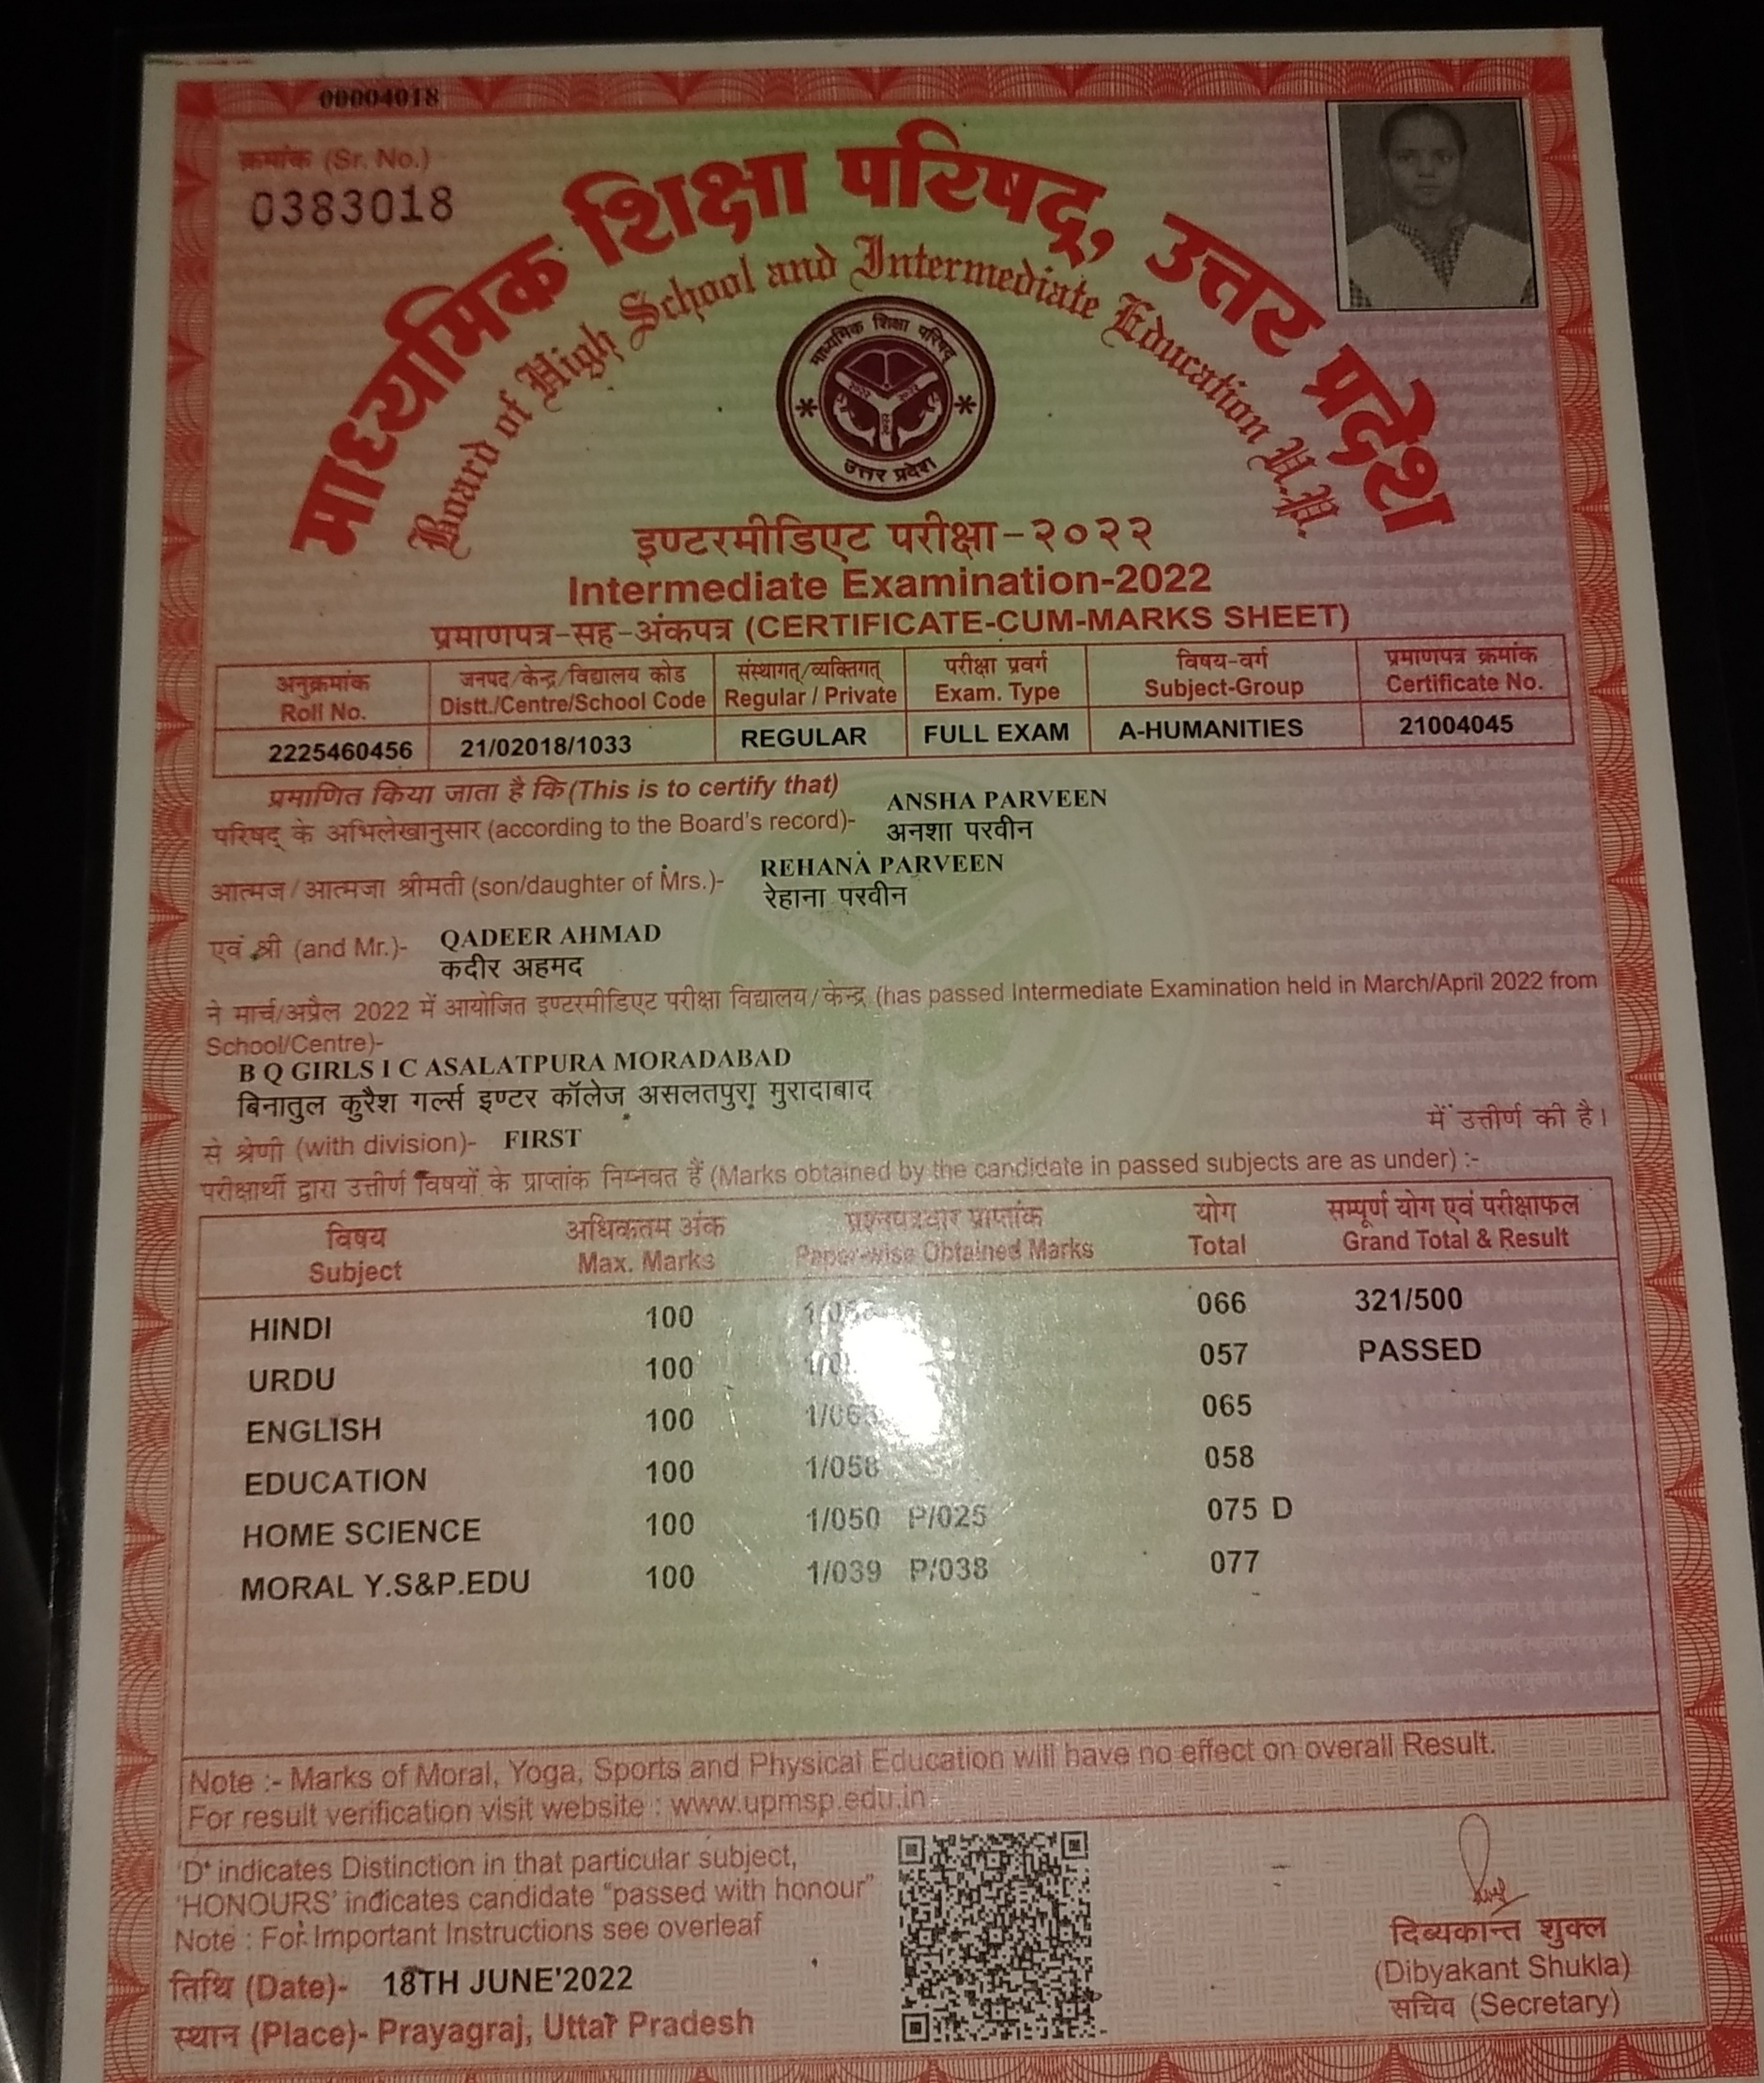 00004018
क्रमांक (Sr. No.)
0383018
माध्यमिक शिक्षा परिषद्, उत्तर प्रदेश
Board of High School and Intermediate Education U.P.
माध्यमिक शिक्षा परिषद्
उत्तर प्रदेश
इण्टरमीडिएट परीक्षा-२०२२
Intermediate Examination-2022
प्रमाणपत्र-सह-अंकपत्र (CERTIFICATE-CUM-MARKS SHEET)
अनुक्रमांक जनपद/केन्द्र/विद्यालय कोड संस्थागत्/व्यक्तिगत् परीक्षा प्रवर्ग विषय-वर्ग प्रमाणपत्र क्रमांक
Roll No. Distt./Centre/School Code Regular / Private Exam. Type Subject-Group Certificate No.
2225460456 21/02018/1033 REGULAR FULL EXAM A-HUMANITIES 21004045
प्रमाणित किया जाता है कि (This is to certify that)
परिषद् के अभिलेखानुसार (according to the Board's record)- ANSHA PARVEEN
अनशा परवीन
आत्मज/आत्मजा श्रीमती (son/daughter of Mrs.)- REHANA PARVEEN
रेहाना परवीन
एवं श्री (and Mr.)- QADEER AHMAD
कदीर अहमद
ने मार्च/अप्रैल 2022 में आयोजित इण्टरमीडिएट परीक्षा विद्यालय/केन्द्र (has passed Intermediate Examination held in March/April 2022 from
School/Centre)-
B Q GIRLS I C ASALATPURA MORADABAD
बिनातुल कुरैश गर्ल्स इण्टर कॉलेज असलतपुरा मुरादाबाद
से श्रेणी (with division)- FIRST में उत्तीर्ण की है।
परीक्षार्थी द्वारा उत्तीर्ण विषयों के प्राप्तांक निम्नवत हैं (Marks obtained by the candidate in passed subjects are as under) :-
विषय अधिकतम अंक प्रश्नपत्रवार प्राप्तांक योग सम्पूर्ण योग एवं परीक्षाफल
Subject Max. Marks Paper-wise Obtained Marks Total Grand Total & Result
HINDI 100 066 321/500
URDU 100 057 PASSED
ENGLISH 100 1/065 065
EDUCATION 100 1/058 058
HOME SCIENCE 100 1/050 P/025 075 D
MORAL Y.S&P.EDU 100 1/039 P/038 077
Note :- Marks of Moral, Yoga, Sports and Physical Education will have no effect on overall Result.
For result verification visit website : www.upmsp.edu.in
'D' indicates Distinction in that particular subject,
'HONOURS' indicates candidate "passed with honour"
Note : For Important Instructions see overleaf
तिथि (Date)- 18TH JUNE'2022
स्थान (Place)- Prayagraj, Uttar Pradesh
दिब्यकान्त शुक्ल
(Dibyakant Shukla)
सचिव (Secretary)